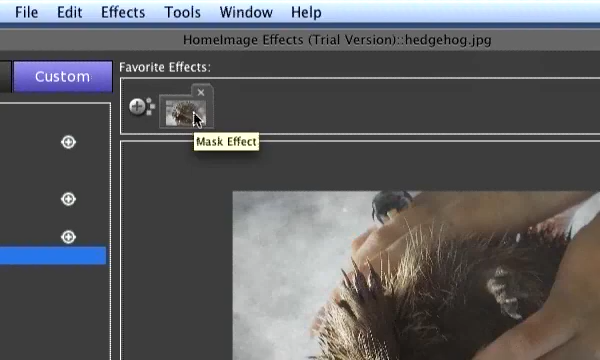 File Edit Effects Tools Window Help
HomeImage Effects (Trial Version)::hedgehog.jpg
Custom
Favorite Effects:
Mask Effect